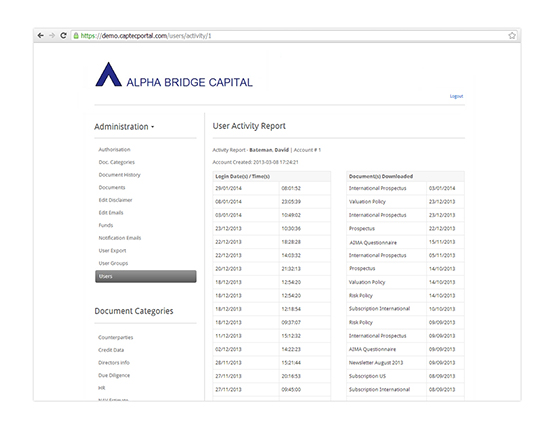 https://demo.captecportal.com/users/activity/1
ALPHA BRIDGE CAPITAL
Logout
Administration
Authorisation
Doc. Categories
Document History
Documents
Edit Disclaimer
Edit Emails
Funds
Notification Emails
User Export
User Groups
Users
Document Categories
Counterparties
Credit Data
Directors Info
Due Diligence
HR
NAV Estimate
User Activity Report
Activity Report - Bateman, David | Account # 1
Account Created: 2013-03-08 17:24:21
Login Date(s) / Time(s)
29/01/2014 08:01:52
08/01/2014 23:05:39
03/01/2014 10:49:02
23/12/2013 10:30:36
22/12/2013 18:28:28
22/12/2013 14:03:32
20/12/2013 21:32:13
18/12/2013 12:54:20
18/12/2013 12:54:20
18/12/2013 12:18:54
18/12/2013 09:37:07
11/12/2013 15:12:32
02/12/2013 14:22:23
28/11/2013 15:21:44
27/11/2013 20:16:53
27/11/2013 09:45:00
Document(s) Downloaded
International Prospectus 03/01/2014
Valuation Policy 23/12/2013
International Prospectus 23/12/2013
Prospectus 22/12/2013
AIMA Questionnaire 15/11/2013
International Prospectus 05/11/2013
Prospectus 14/10/2013
Valuation Policy 14/10/2013
Risk Policy 14/10/2013
Subscription International 10/10/2013
Risk Policy 09/09/2013
International Prospectus 09/09/2013
AIMA Questionnaire 09/09/2013
Newsletter August 2013 09/09/2013
Subscription US 08/09/2013
Subscription International 08/09/2013